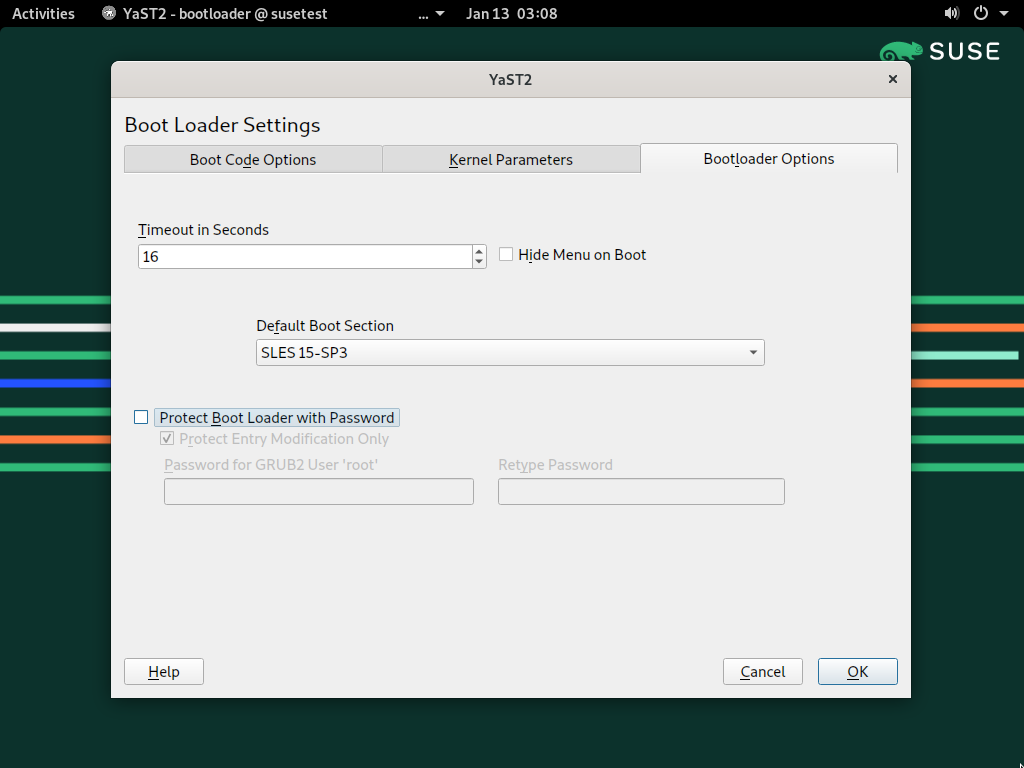 Activities YaST2 - bootloader @ susetest ... Jan 13 03:08
SUSE
YaST2
Boot Loader Settings
Boot Code Options Kernel Parameters Bootloader Options
Timeout in Seconds
16 Hide Menu on Boot
Default Boot Section
SLES 15-SP3
Protect Boot Loader with Password
Protect Entry Modification Only
Password for GRUB2 User 'root' Retype Password
Help Cancel OK